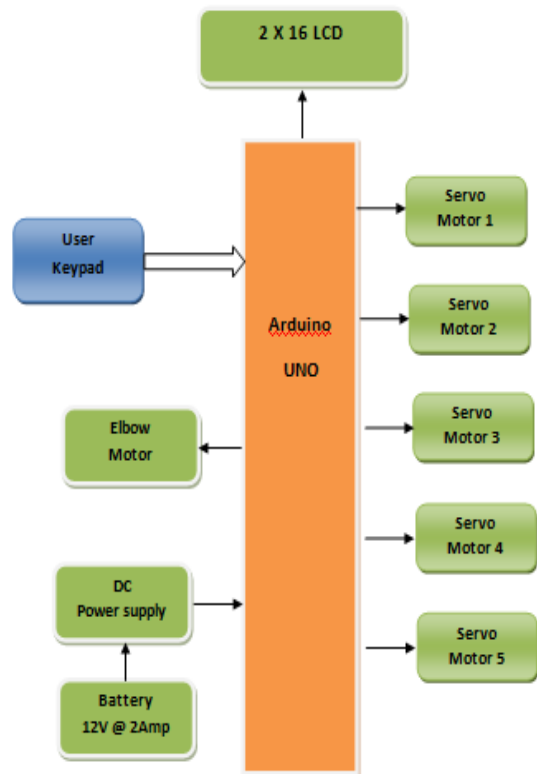 2 X 16 LCD
User
Keypad
Arduino
UNO
Servo
Motor 1
Servo
Motor 2
Elbow
Motor
Servo
Motor 3
Servo
Motor 4
DC
Power supply
Servo
Motor 5
Battery
12V @ 2Amp